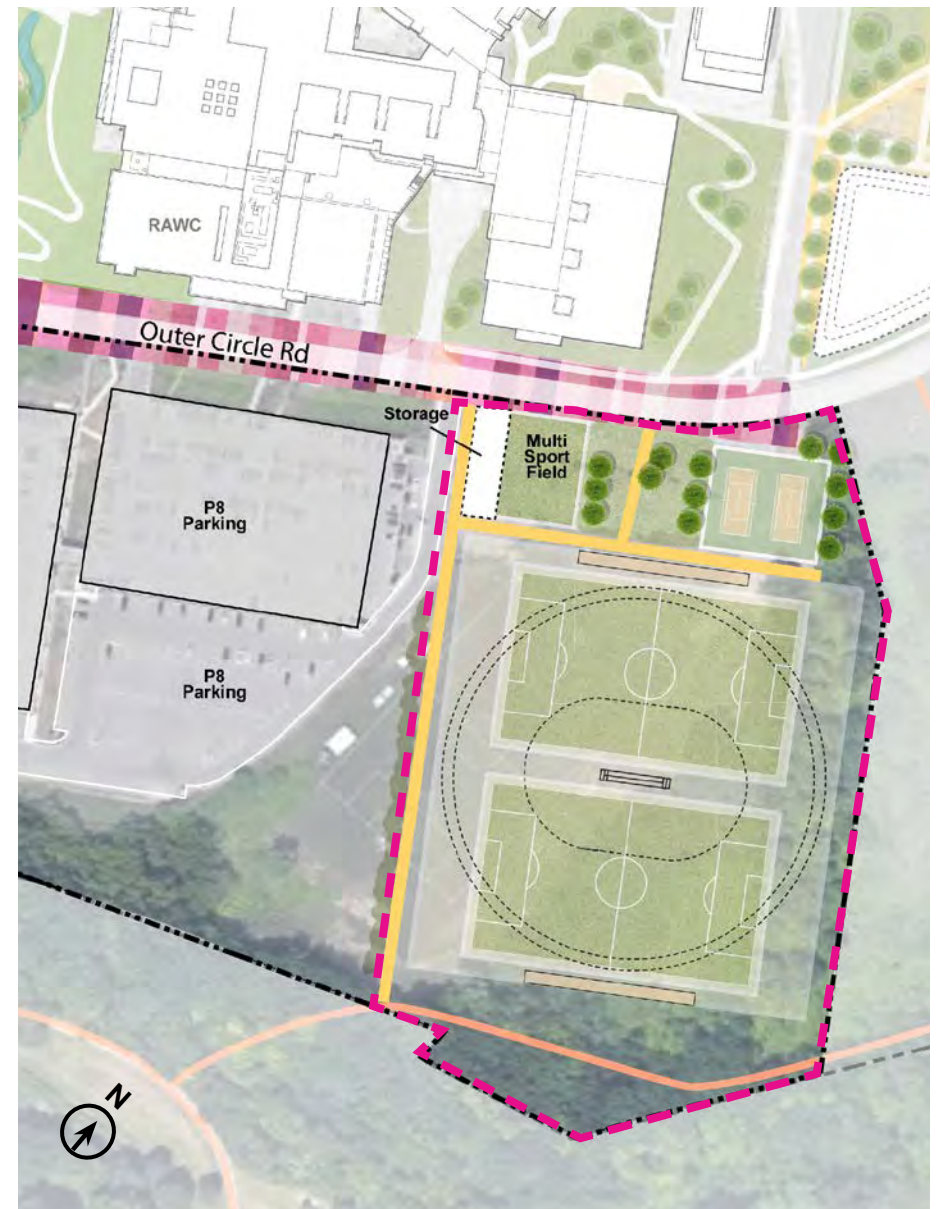 RAWC
Outer Circle Rd
Storage
Multi
Sport
Field
P8
Parking
P8
Parking
N